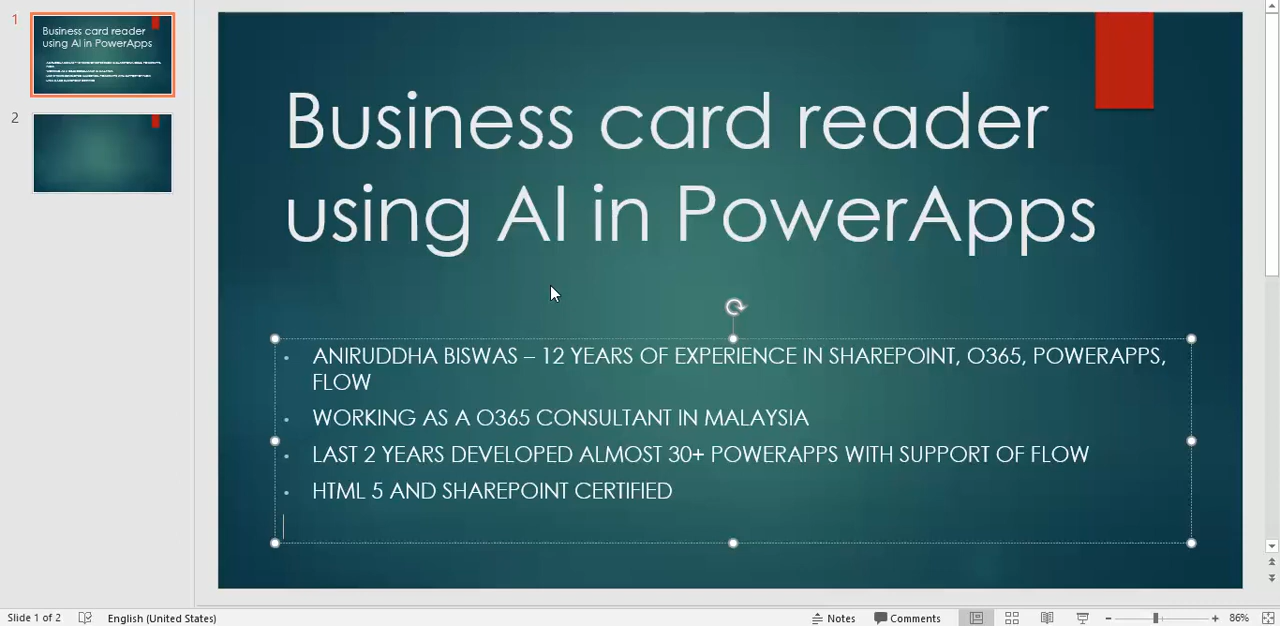 1
Business card reader
using AI in PowerApps
2
Business card reader
using AI in PowerApps
ANIRUDDHA BISWAS – 12 YEARS OF EXPERIENCE IN SHAREPOINT, O365, POWERAPPS,
FLOW
WORKING AS A O365 CONSULTANT IN MALAYSIA
LAST 2 YEARS DEVELOPED ALMOST 30+ POWERAPPS WITH SUPPORT OF FLOW
HTML 5 AND SHAREPOINT CERTIFIED
Slide 1 of 2 English (United States) Notes Comments 86%